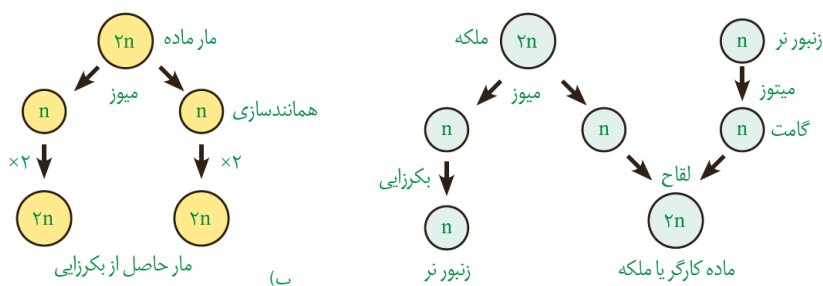 زنبور نر
n
میتوز
گامت
n
ملکه
۲n
میوز
n
n
لقاح
بکرزایی
n
۲n
زنبور نر
ماده کارگر یا ملکه
مار ماده
۲n
میوز
همانندسازی
n
n
×۲
×۲
۲n
۲n
مار حاصل از بکرزایی
ب)